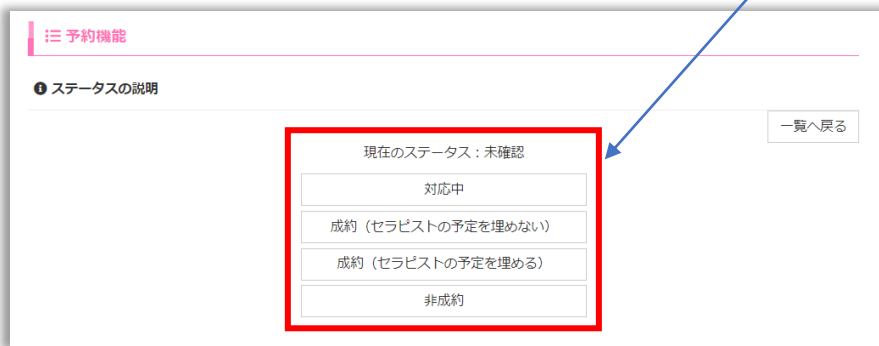 予約機能
ステータスの説明
一覧へ戻る
現在のステータス：未確認
対応中
成約（セラピストの予定を埋めない）
成約（セラピストの予定を埋める）
非成約